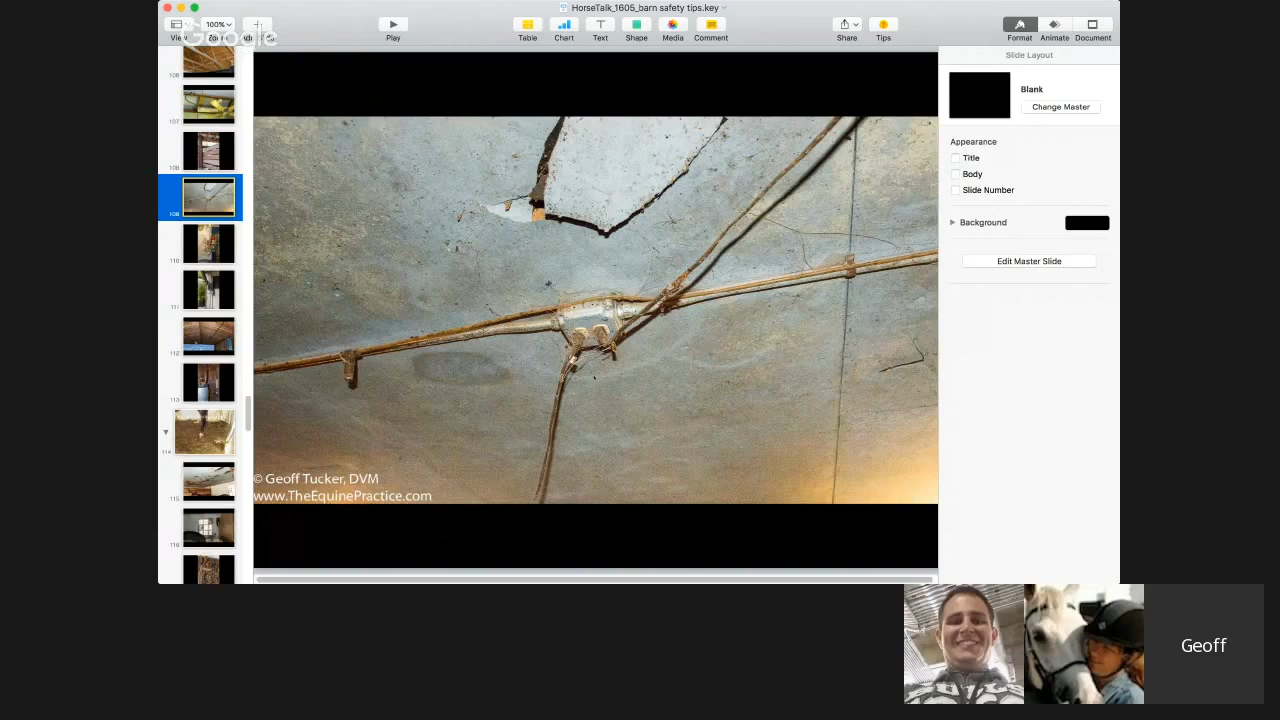 HorseTalk_1605_barn safety tips.key
100%
View
Zoom
Google
Play
Table
Chart
Text
Media
Shape
Comment
Share
Tips
Format
Animate
Document
Slide Layout
Blank
Change Master
Appearance
Title
Body
Slide Number
Background
Edit Master Slide
106
107
108
109
110
111
112
113
114
115
116
© Geoff Tucker, DVM
www.TheEquinePractice.com
Geoff